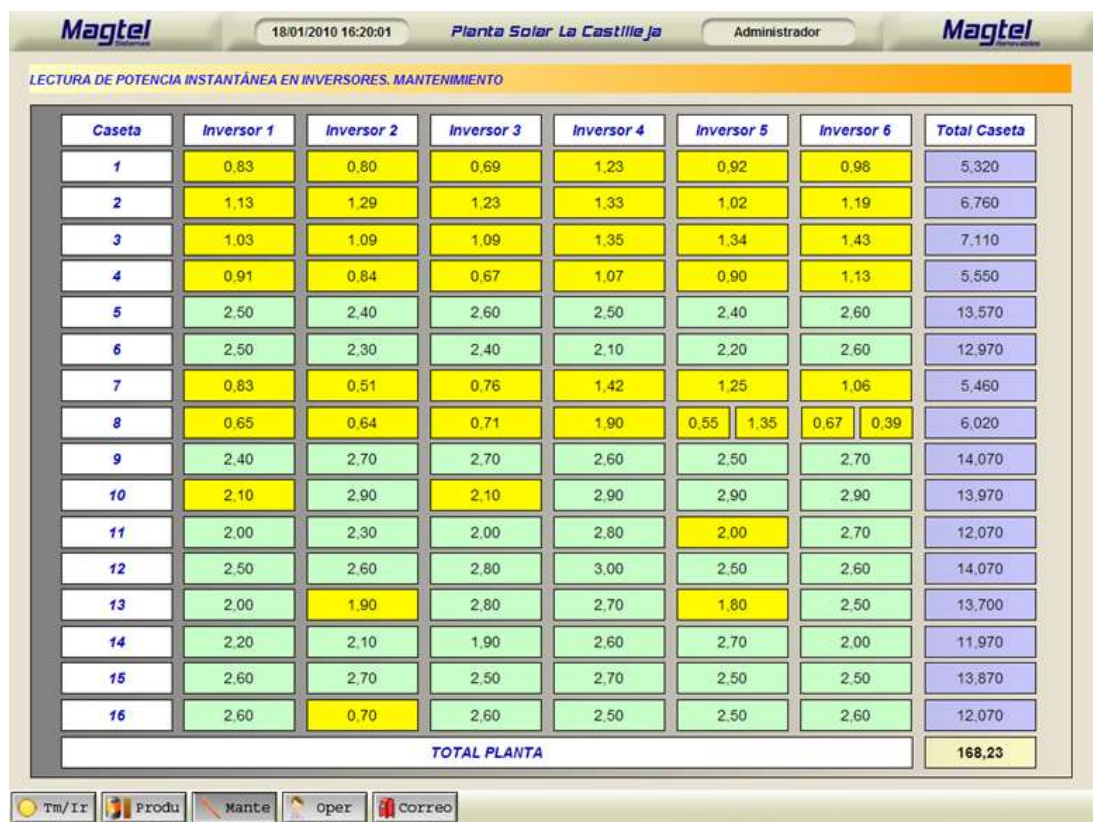 Magtel 18/01/2010 16:20:01 Planta Solar La Castilleja Administrador Magtel
Sistemas Renovables
LECTURA DE POTENCIA INSTANTÁNEA EN INVERSORES. MANTENIMIENTO
Caseta Inversor 1 Inversor 2 Inversor 3 Inversor 4 Inversor 5 Inversor 6 Total Caseta
1 0,83 0,80 0,69 1,23 0,92 0,98 5,320
2 1,13 1,29 1,23 1,33 1,02 1,19 6,760
3 1,03 1,09 1,09 1,35 1,34 1,43 7,110
4 0,91 0,84 0,67 1,07 0,90 1,13 5,550
5 2,50 2,40 2,60 2,50 2,40 2,60 13,570
6 2,50 2,30 2,40 2,10 2,20 2,60 12,970
7 0,83 0,51 0,76 1,42 1,25 1,06 5,460
8 0,65 0,64 0,71 1,90 0,55 1,35 0,67 0,39 6,020
9 2,40 2,70 2,70 2,60 2,50 2,70 14,070
10 2,10 2,90 2,10 2,90 2,90 2,90 13,970
11 2,00 2,30 2,00 2,80 2,00 2,70 12,070
12 2,50 2,60 2,80 3,00 2,50 2,60 14,070
13 2,00 1,90 2,80 2,70 1,80 2,50 13,700
14 2,20 2,10 1,90 2,60 2,70 2,00 11,970
15 2,60 2,70 2,50 2,70 2,50 2,50 13,870
16 2,60 0,70 2,60 2,50 2,50 2,60 12,070
TOTAL PLANTA 168,23
Tm/Ir Produ Mante Oper Correo